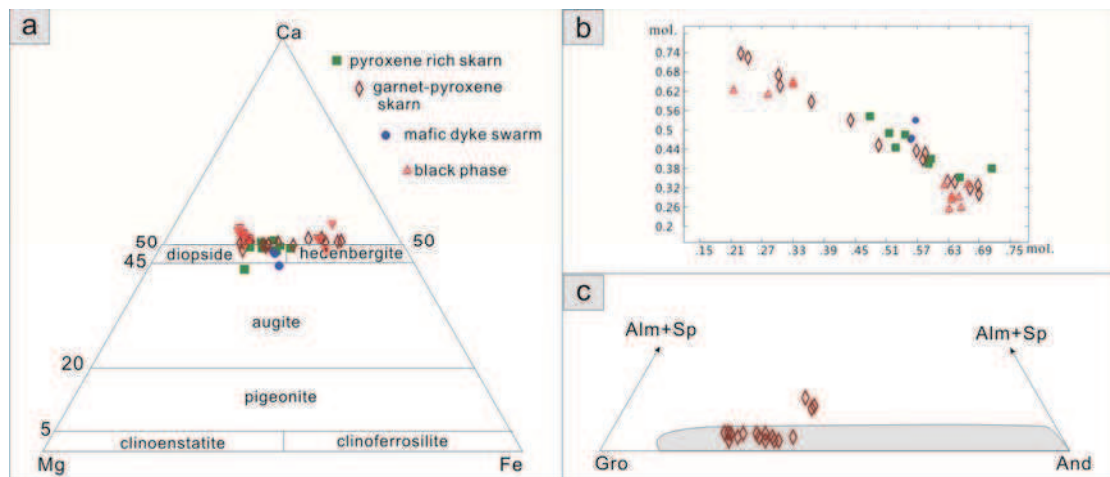 a
Ca
pyroxene rich skarn
garnet-pyroxene
skarn
mafic dyke swarm
black phase
50
50
45
diopside
hecenbergite
augite
20
pigeonite
5
clinoenstatite
clinoferrosilite
Mg
Fe
b
mol.
0.74
0.68
0.62
0.56
0.5
0.44
0.38
0.32
0.26
0.2
.15
.21
.27
.33
.39
.45
.51
.57
.63
.69
.75
mol.
c
Alm+Sp
Alm+Sp
Gro
And